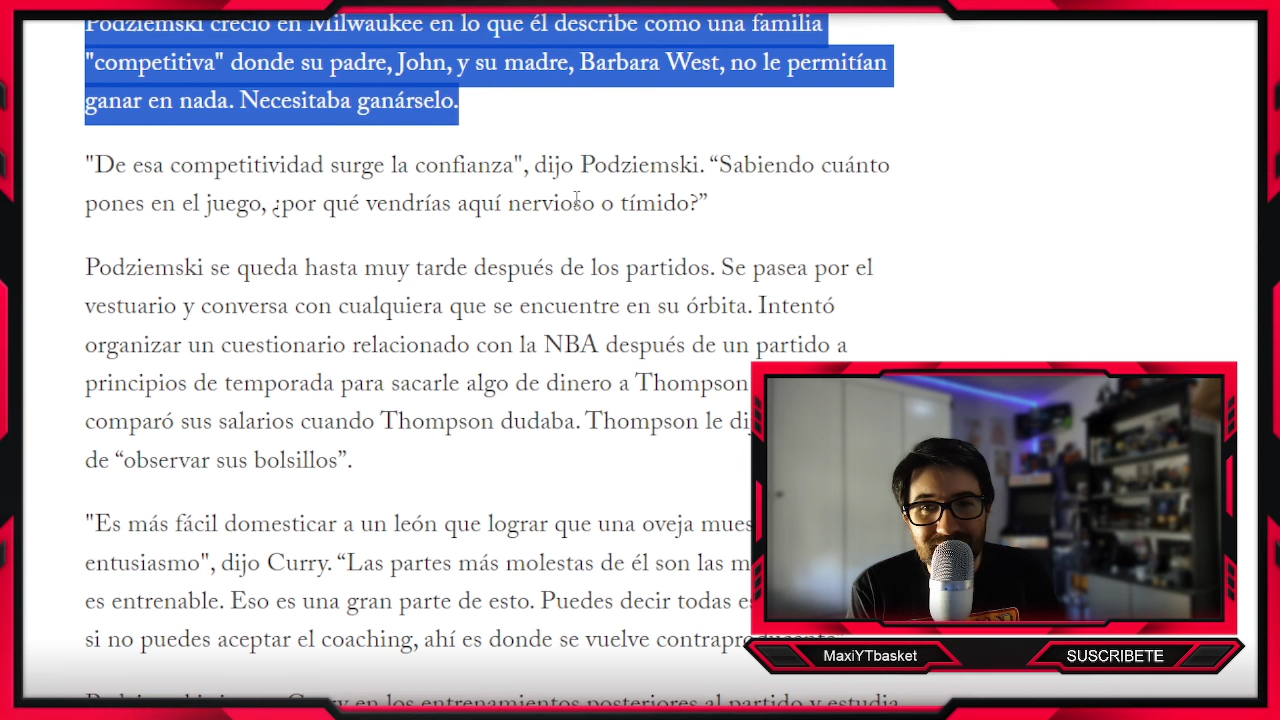 Podziemski creció en Milwaukee en lo que él describe como una familia
"competitiva" donde su padre, John, y su madre, Barbara West, no le permitían
ganar en nada. Necesitaba ganárselo.
"De esa competitividad surge la confianza", dijo Podziemski. “Sabiendo cuánto
pones en el juego, ¿por qué vendrías aquí nervioso o tímido?”
Podziemski se queda hasta muy tarde después de los partidos. Se pasea por el
vestuario y conversa con cualquiera que se encuentre en su órbita. Intentó
organizar un cuestionario relacionado con la NBA después de un partido a
principios de temporada para sacarle algo de dinero a Thompson
comparó sus salarios cuando Thompson dudaba. Thompson le
de “observar sus bolsillos”.
"Es más fácil domesticar a un león que lograr que una oveja
entusiasmo", dijo Curry. “Las partes más molestas de él son las
es entrenable. Eso es una gran parte de esto. Puedes decir todas
si no puedes aceptar el coaching, ahí es donde se vuelve contraproducente".
en los entrenamientos posteriores al partido y estudia
MaxiYTbasket
SUSCRIBETE